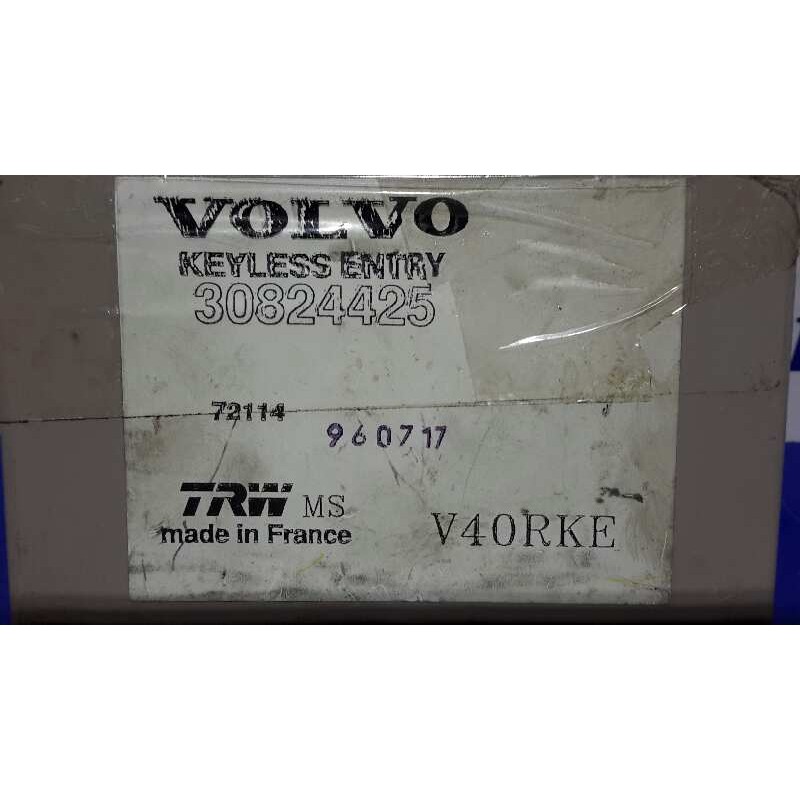 VOLVO
KEYLESS ENTRY
30824425
72114
960717
TRW MS
made in France
V40RKE